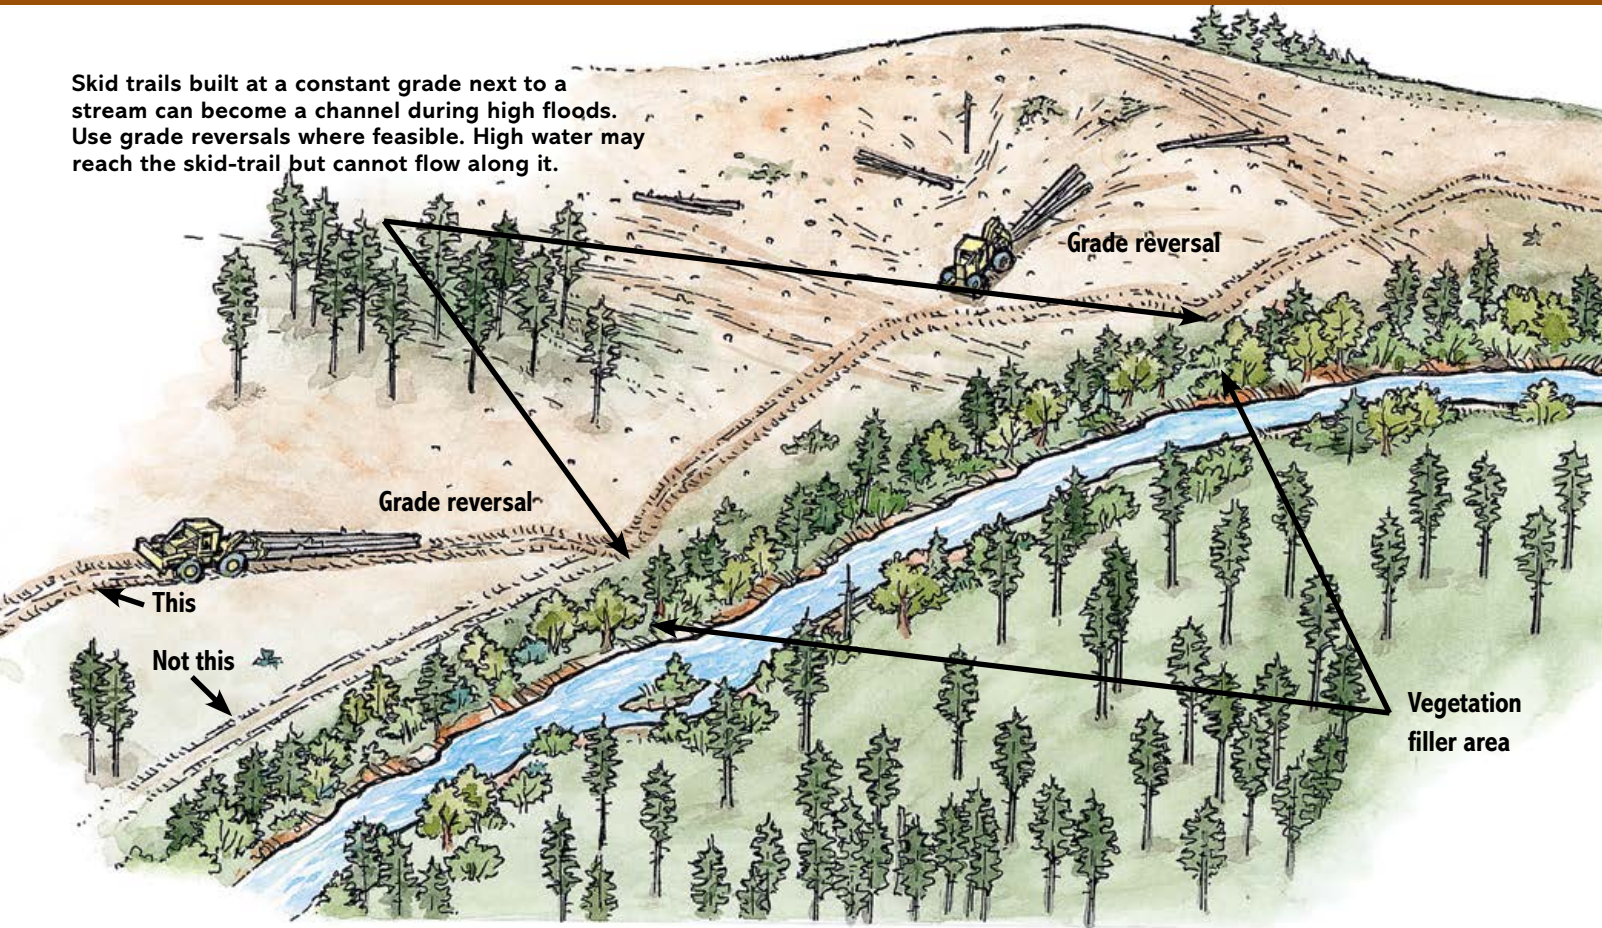 Skid trails built at a constant grade next to a
stream can become a channel during high floods.
Use grade reversals where feasible. High water may
reach the skid-trail but cannot flow along it.
Grade reversal
Grade reversal
This
Not this
Vegetation
filler area